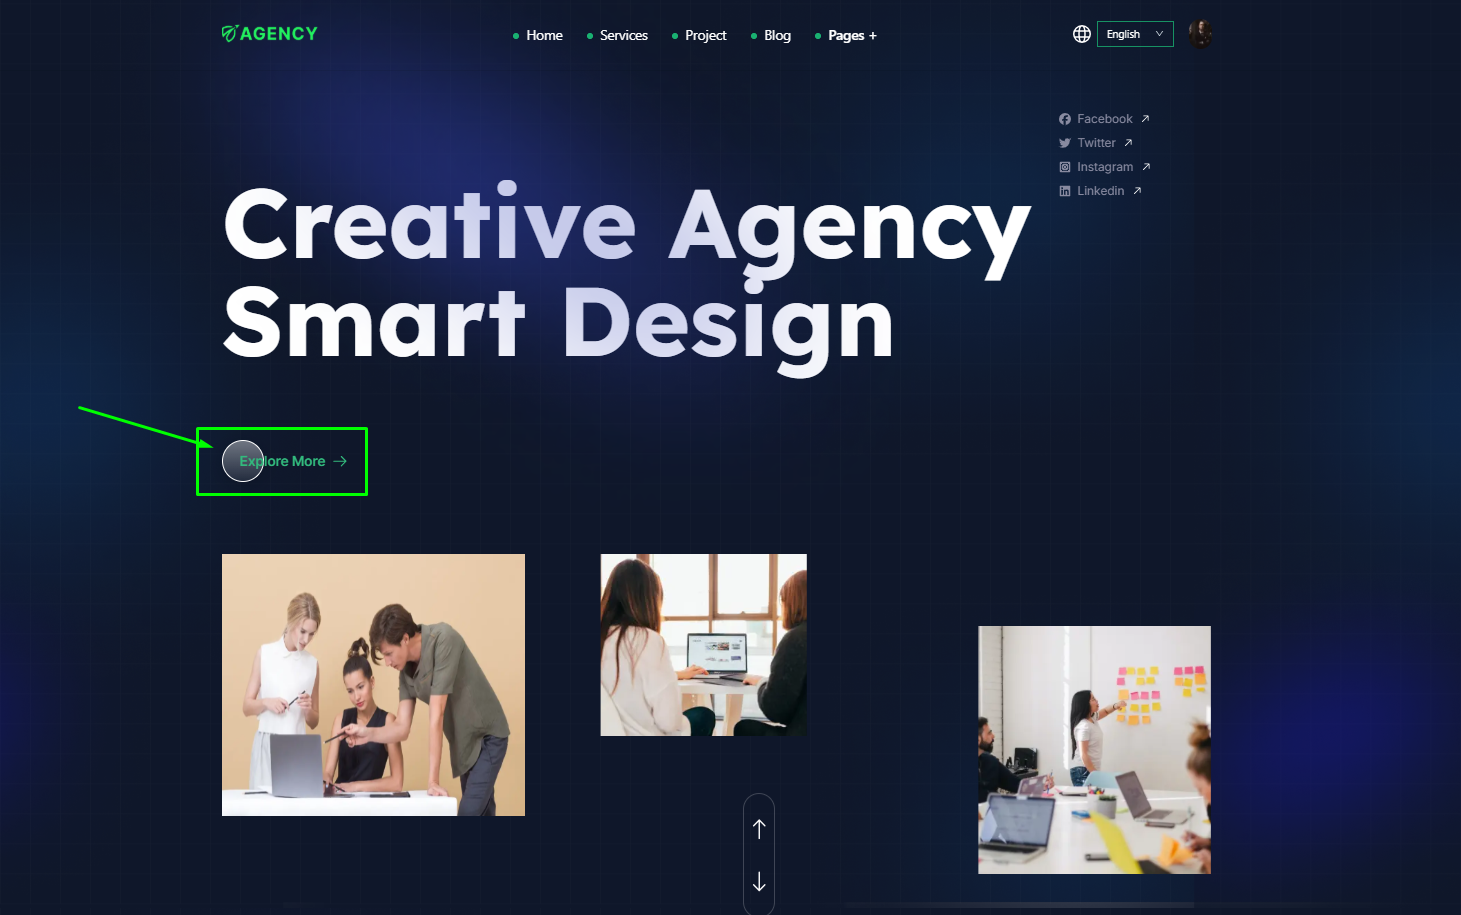 AGENCY
Home
Services
Project
Blog
Pages +
English
Facebook
Twitter
Instagram
Linkedin
Creative Agency
Smart Design
Explore More